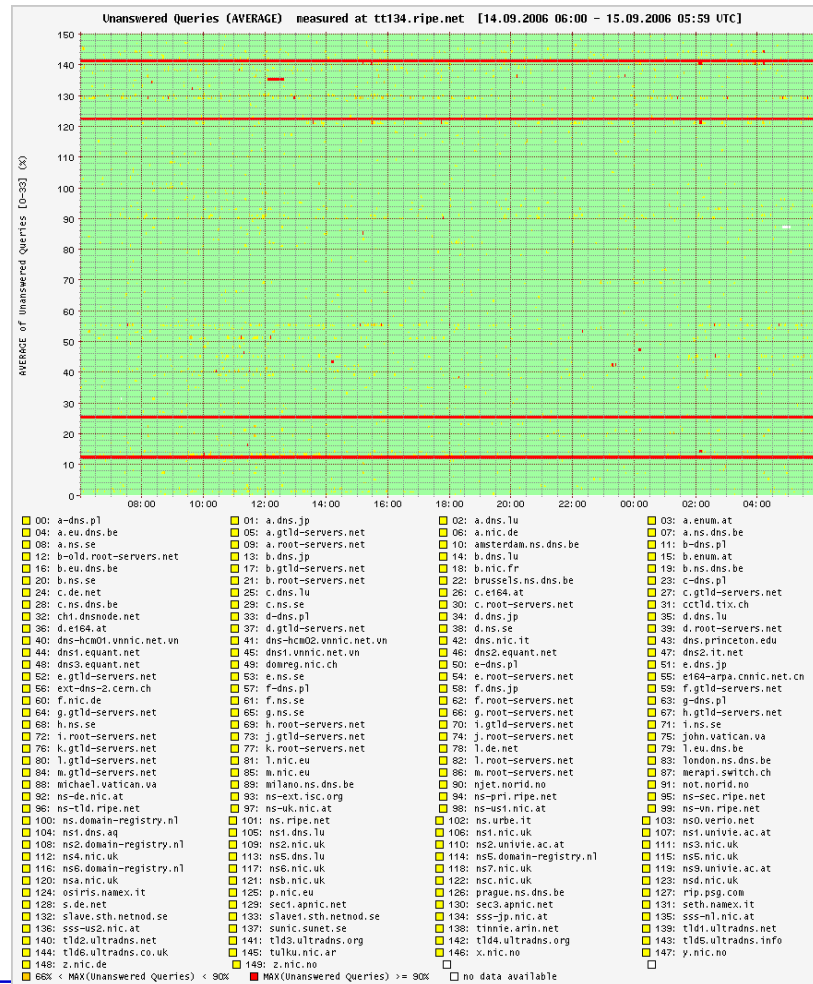 Unanswered Queries (AVERAGE) measured at tt134.ripe.net [14.09.2006 06:00 - 15.09.2006 05:59 UTC]
AVERAGE of Unanswered Queries [0-33] (%)
150
140
130
120
110
100
90
80
70
60
50
40
30
20
10
0
08:00 10:00 12:00 14:00 16:00 18:00 20:00 22:00 00:00 02:00 04:00
00: a-dns.pl 01: a.dns.jp 02: a.dns.lu 03: a.enum.at
04: a.eu.dns.be 05: a.gtld-servers.net 06: a.nic.de 07: a.ns.dns.be
08: a.ns.se 09: a.root-servers.net 10: amsterdam.ns.dns.be 11: b-dns.pl
12: b-old.root-servers.net 13: b.dns.jp 14: b.dns.lu 15: b.enum.at
16: b.eu.dns.be 17: b.gtld-servers.net 18: b.nic.fr 19: b.ns.dns.be
20: b.ns.se 21: b.root-servers.net 22: brussels.ns.dns.be 23: c-dns.pl
24: c.de.net 25: c.dns.lu 26: c.e164.at 27: c.gtld-servers.net
28: c.ns.dns.be 29: c.ns.se 30: c.root-servers.net 31: cctld.tix.ch
32: ch1.dnsnode.net 33: d-dns.pl 34: d.dns.jp 35: d.dns.lu
36: d.e164.at 37: d.gtld-servers.net 38: d.ns.se 39: d.root-servers.net
40: dns-hcm01.vnnic.net.vn 41: dns-hcm02.vnnic.net.vn 42: dns.nic.it 43: dns.princeton.edu
44: dns1.equant.net 45: dns1.vnnic.net.vn 46: dns2.equant.net 47: dns2.it.net
48: dns3.equant.net 49: domreg.nic.ch 50: e-dns.pl 51: e.dns.jp
52: e.gtld-servers.net 53: e.ns.se 54: e.root-servers.net 55: e164-arpa.cnnic.net.cn
56: ext-dns-2.cern.ch 57: f-dns.pl 58: f.dns.jp 59: f.gtld-servers.net
60: f.nic.de 61: f.ns.se 62: f.root-servers.net 63: g-dns.pl
64: g.gtld-servers.net 65: g.ns.se 66: g.root-servers.net 67: h.gtld-servers.net
68: h.ns.se 69: h.root-servers.net 70: i.gtld-servers.net 71: i.ns.se
72: i.root-servers.net 73: j.gtld-servers.net 74: j.root-servers.net 75: john.vatican.va
76: k.gtld-servers.net 77: k.root-servers.net 78: l.de.net 79: l.eu.dns.be
80: l.gtld-servers.net 81: l.nic.eu 82: l.root-servers.net 83: london.ns.dns.be
84: m.gtld-servers.net 85: m.nic.eu 86: m.root-servers.net 87: merapi.switch.ch
88: michael.vatican.va 89: milano.ns.dns.be 90: njet.norid.no 91: not.norid.no
92: ns-de.nic.at 93: ns-ext.isc.org 94: ns-pri.ripe.net 95: ns-sec.ripe.net
96: ns-tld.ripe.net 97: ns-uk.nic.at 98: ns-us1.nic.at 99: ns-vn.ripe.net
100: ns.domain-registry.nl 101: ns.ripe.net 102: ns.urbe.it 103: ns0.verio.net
104: ns1.dns.aq 105: ns1.dns.lu 106: ns1.nic.uk 107: ns1.univie.ac.at
108: ns2.domain-registry.nl 109: ns2.nic.uk 110: ns2.univie.ac.at 111: ns3.nic.uk
112: ns4.nic.uk 113: ns5.dns.lu 114: ns5.domain-registry.nl 115: ns5.nic.uk
116: ns6.domain-registry.nl 117: ns6.nic.uk 118: ns7.nic.uk 119: ns9.univie.ac.at
120: nsa.nic.uk 121: nsb.nic.uk 122: nsc.nic.uk 123: nsd.nic.uk
124: osiris.namex.it 125: p.nic.eu 126: prague.ns.dns.be 127: rip.psg.com
128: s.de.net 129: sec1.apnic.net 130: sec3.apnic.net 131: seth.namex.it
132: slave.sth.netnod.se 133: slave1.sth.netnod.se 134: sss-jp.nic.at 135: sss-nl.nic.at
136: sss-us2.nic.at 137: sunic.sunet.se 138: tinnie.arin.net 139: tld1.ultradns.net
140: tld2.ultradns.net 141: tld3.ultradns.org 142: tld4.ultradns.org 143: tld5.ultradns.info
144: tld6.ultradns.co.uk 145: tulku.nic.ar 146: x.nic.no 147: y.nic.no
148: z.nic.de 149: z.nic.no
66% < MAX(Unanswered Queries) < 90% MAX(Unanswered Queries) >= 90% no data available